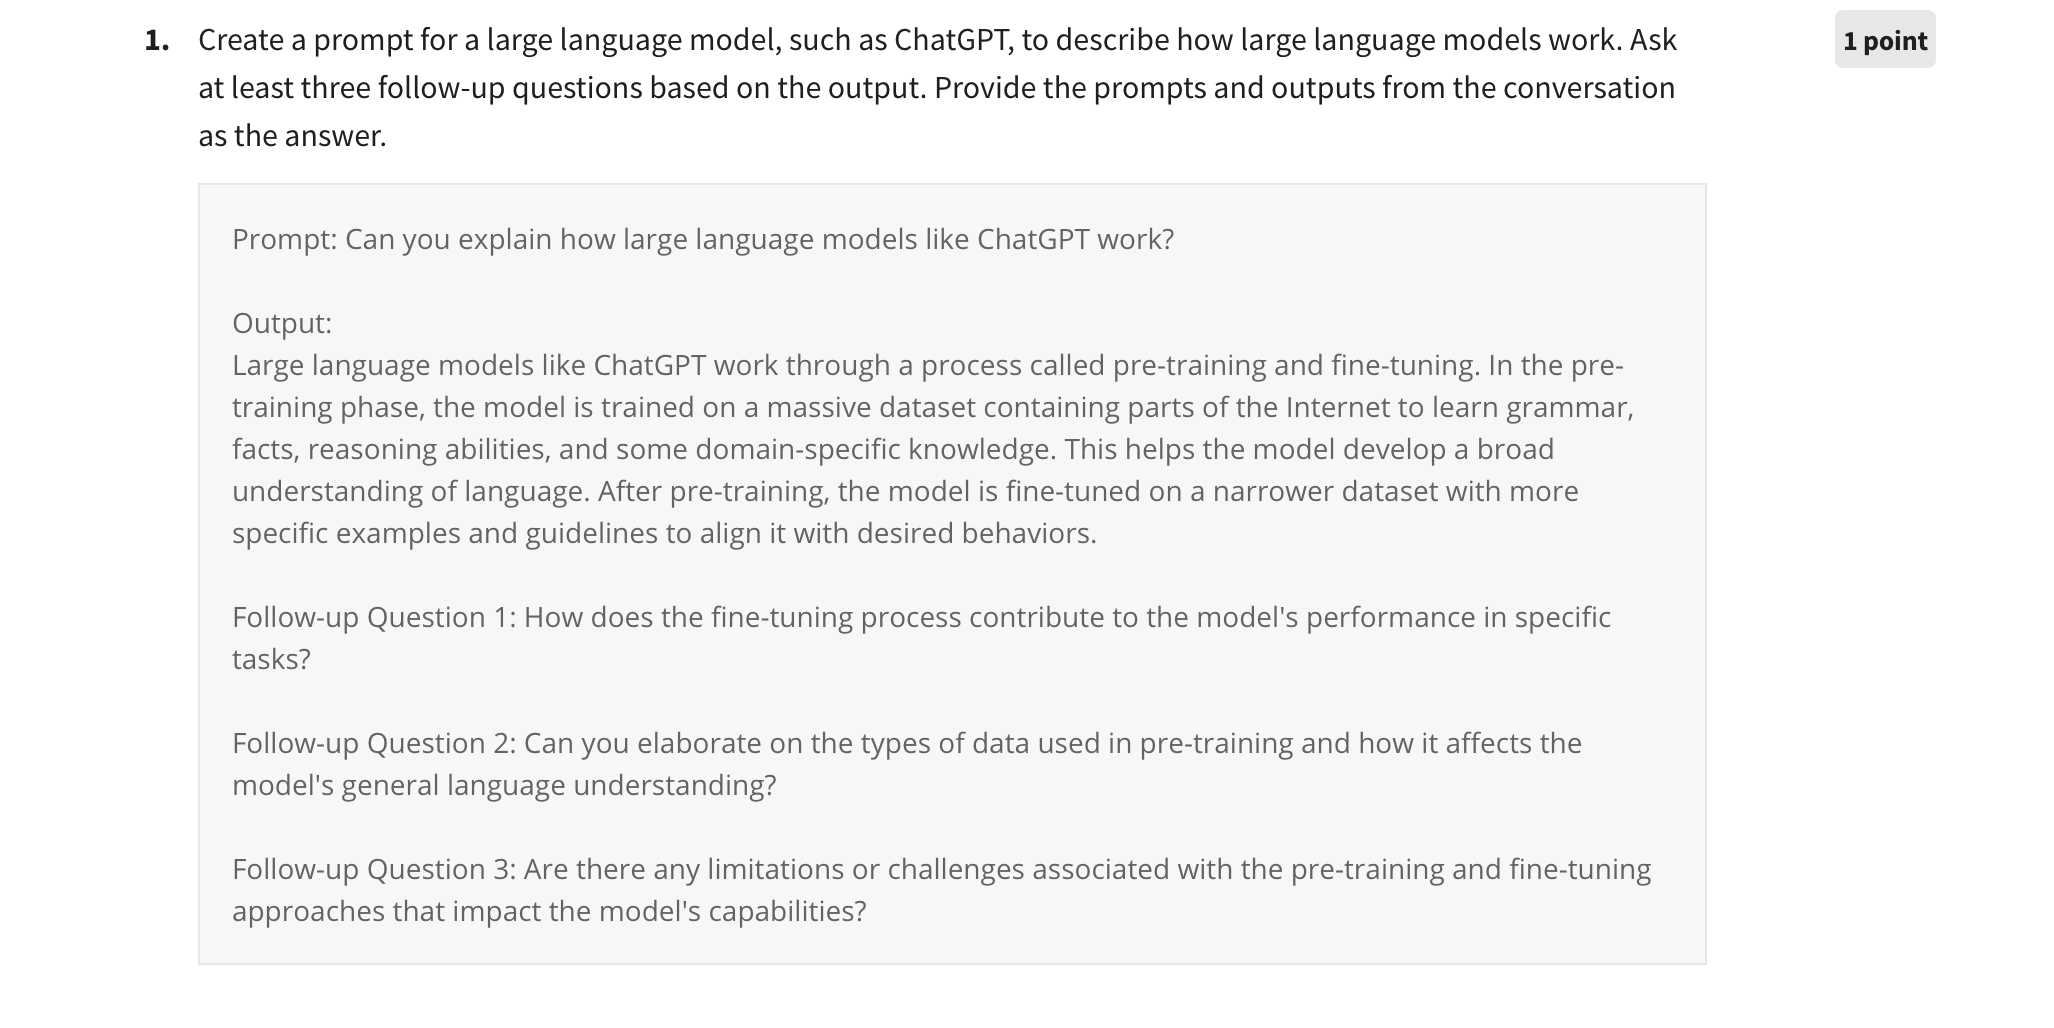 1. Create a prompt for a large language model, such as ChatGPT, to describe how large language models work. Ask
1 point
at least three follow-up questions based on the output. Provide the prompts and outputs from the conversation
as the answer.
Prompt: Can you explain how large language models like ChatGPT work?
Output:
Large language models like ChatGPT work through a process called pre-training and fine-tuning. In the pre-
training phase, the model is trained on a massive dataset containing parts of the Internet to learn grammar,
facts, reasoning abilities, and some domain-specific knowledge. This helps the model develop a broad
understanding of language. After pre-training, the model is fine-tuned on a narrower dataset with more
specific examples and guidelines to align it with desired behaviors.
Follow-up Question 1: How does the fine-tuning process contribute to the model's performance in specific
tasks?
Follow-up Question 2: Can you elaborate on the types of data used in pre-training and how it affects the
model's general language understanding?
Follow-up Question 3: Are there any limitations or challenges associated with the pre-training and fine-tuning
approaches that impact the model's capabilities?